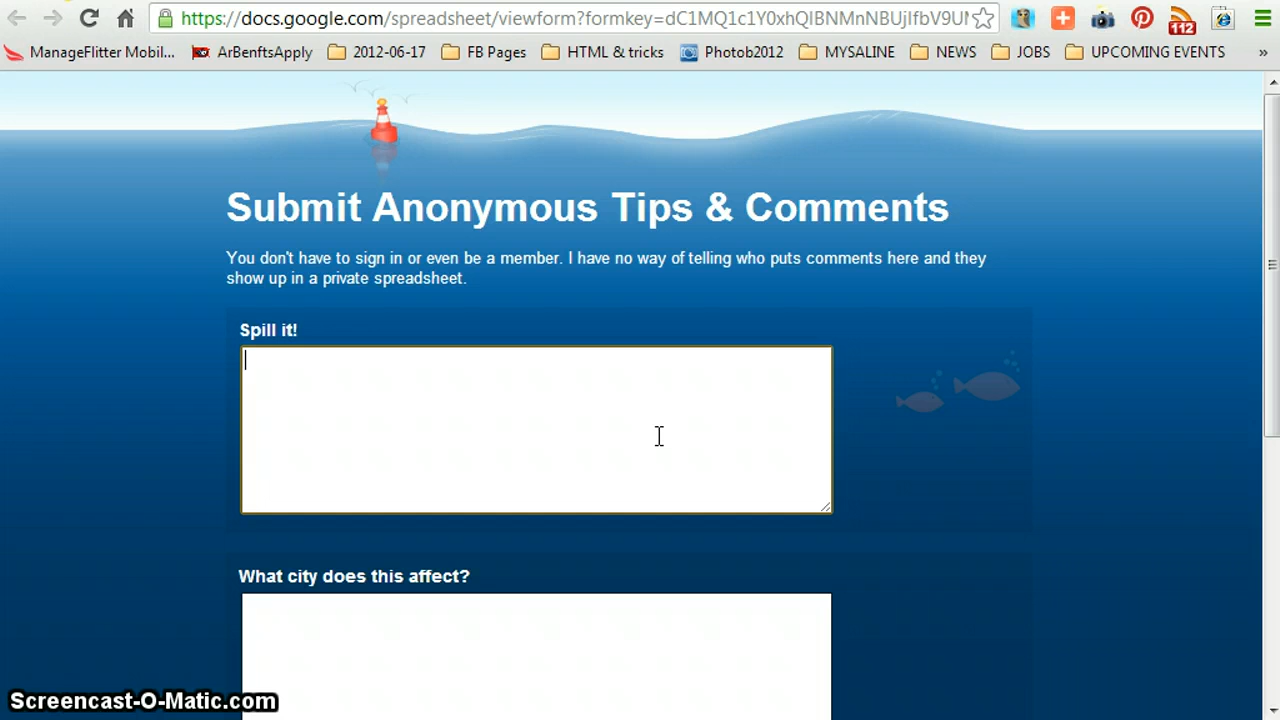 https://docs.google.com/spreadsheet/viewform?formkey=
112
ManageFlitter Mobil... ArBenftsApply 2012-06-17 FB Pages HTML & tricks Photob2012 MYSALINE NEWS JOBS UPCOMING EVENTS »
Submit Anonymous Tips & Comments
You don't have to sign in or even be a member. I have no way of telling who puts comments here and they
show up in a private spreadsheet.
Spill it!
What city does this affect?
Screencast-O-Matic.com